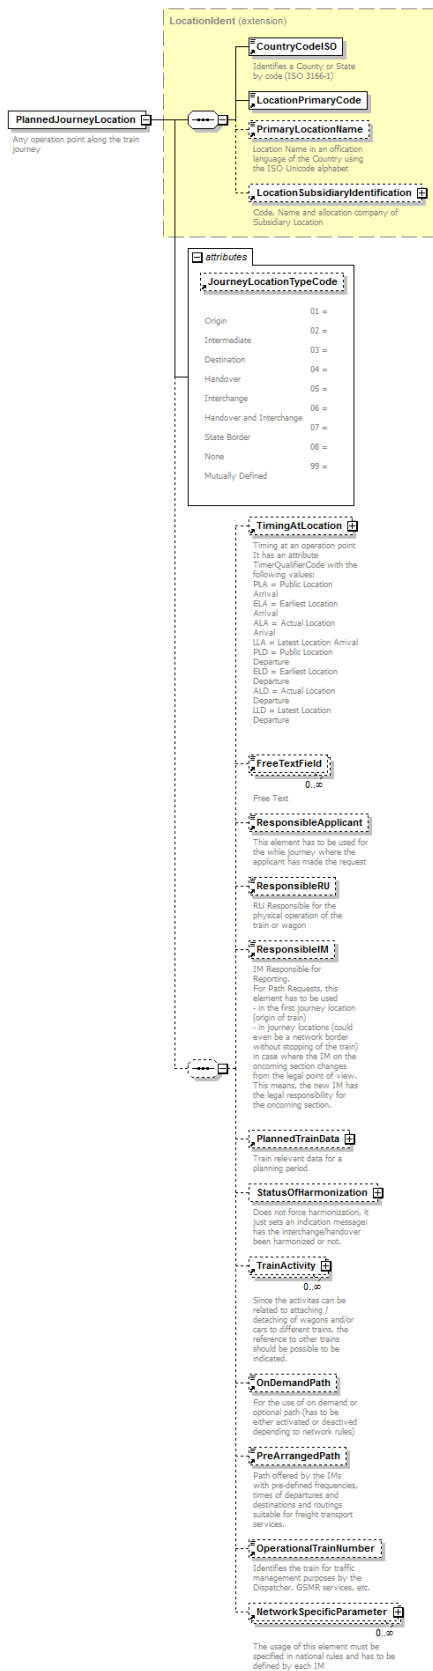 LocationIdent (extension)
CountryCodeISO
Identifies a County or State
by code (ISO 3166-1)
LocationPrimaryCode
PlannedJourneyLocation
Any operation point along the train
journey
PrimaryLocationName
Location Name in an offication
language of the Country using
the ISO Unicode alphabet
LocationSubsidiaryIdentification
Code, Name and allocation company of
Subsidiary Location
attributes
JourneyLocationTypeCode
01 =
Origin
02 =
Intermediate
03 =
Destination
04 =
Handover
05 =
Interchange
06 =
Handover and Interchange
07 =
State Border
08 =
None
99 =
Mutually Defined
TimingAtLocation
Timing at an operation point
It has an attribute
TimerQualifierCode with the
following values:
PLA = Public Location
Arrival
ELA = Earliest Location
Arrival
ALA = Actual Location
Arival
LLA = Latest Location Arrival
PLD = Public Location
Departure
ELD = Earliest Location
Departure
ALD = Actual Location
Departure
LLD = Latest Location
Departure
FreeTextField
0..∞
Free Text
ResponsibleApplicant
This element has to be used for
the whle journey where the
applicant has made the request
ResponsibleRU
RU Responsible for the
physical operation of the
train or wagon
ResponsibleIM
IM Responsible for
Reporting.
For Path Requests, this
element has to be used
- in the first journey location
(origin of train)
- in journey locations (could
even be a network border
without stopping of the train)
in case where the IM on the
oncoming section changes
from the legal point of view.
This means, the new IM has
the legal responsibility for
the oncoming section.
PlannedTrainData
Train relevant data for a
planning period
StatusOfHarmonization
Does not force harmonization, it
just sets an indication message:
has the interchange/handover
been harmonized or not.
TrainActivity
0..∞
Since the activites can be
related to attaching /
detaching of wagons and/or
cars to different trains, the
reference to other trains
should be possible to be
indicated.
OnDemandPath
For the use of on demand or
optional path (has to be
either activated or deactived
depending to network rules)
PreArrangedPath
Path offered by the IMs
with pre-defined frequencies,
times of departures and
destinations and routings
suitable for freight transport
services.
OperationalTrainNumber
Identifies the train for traffic
management purposes by the
Dispatcher, GSMR services, etc.
NetworkSpecificParameter
0..∞
The usage of this element must be
specified in national rules and has to be
defined by each IM